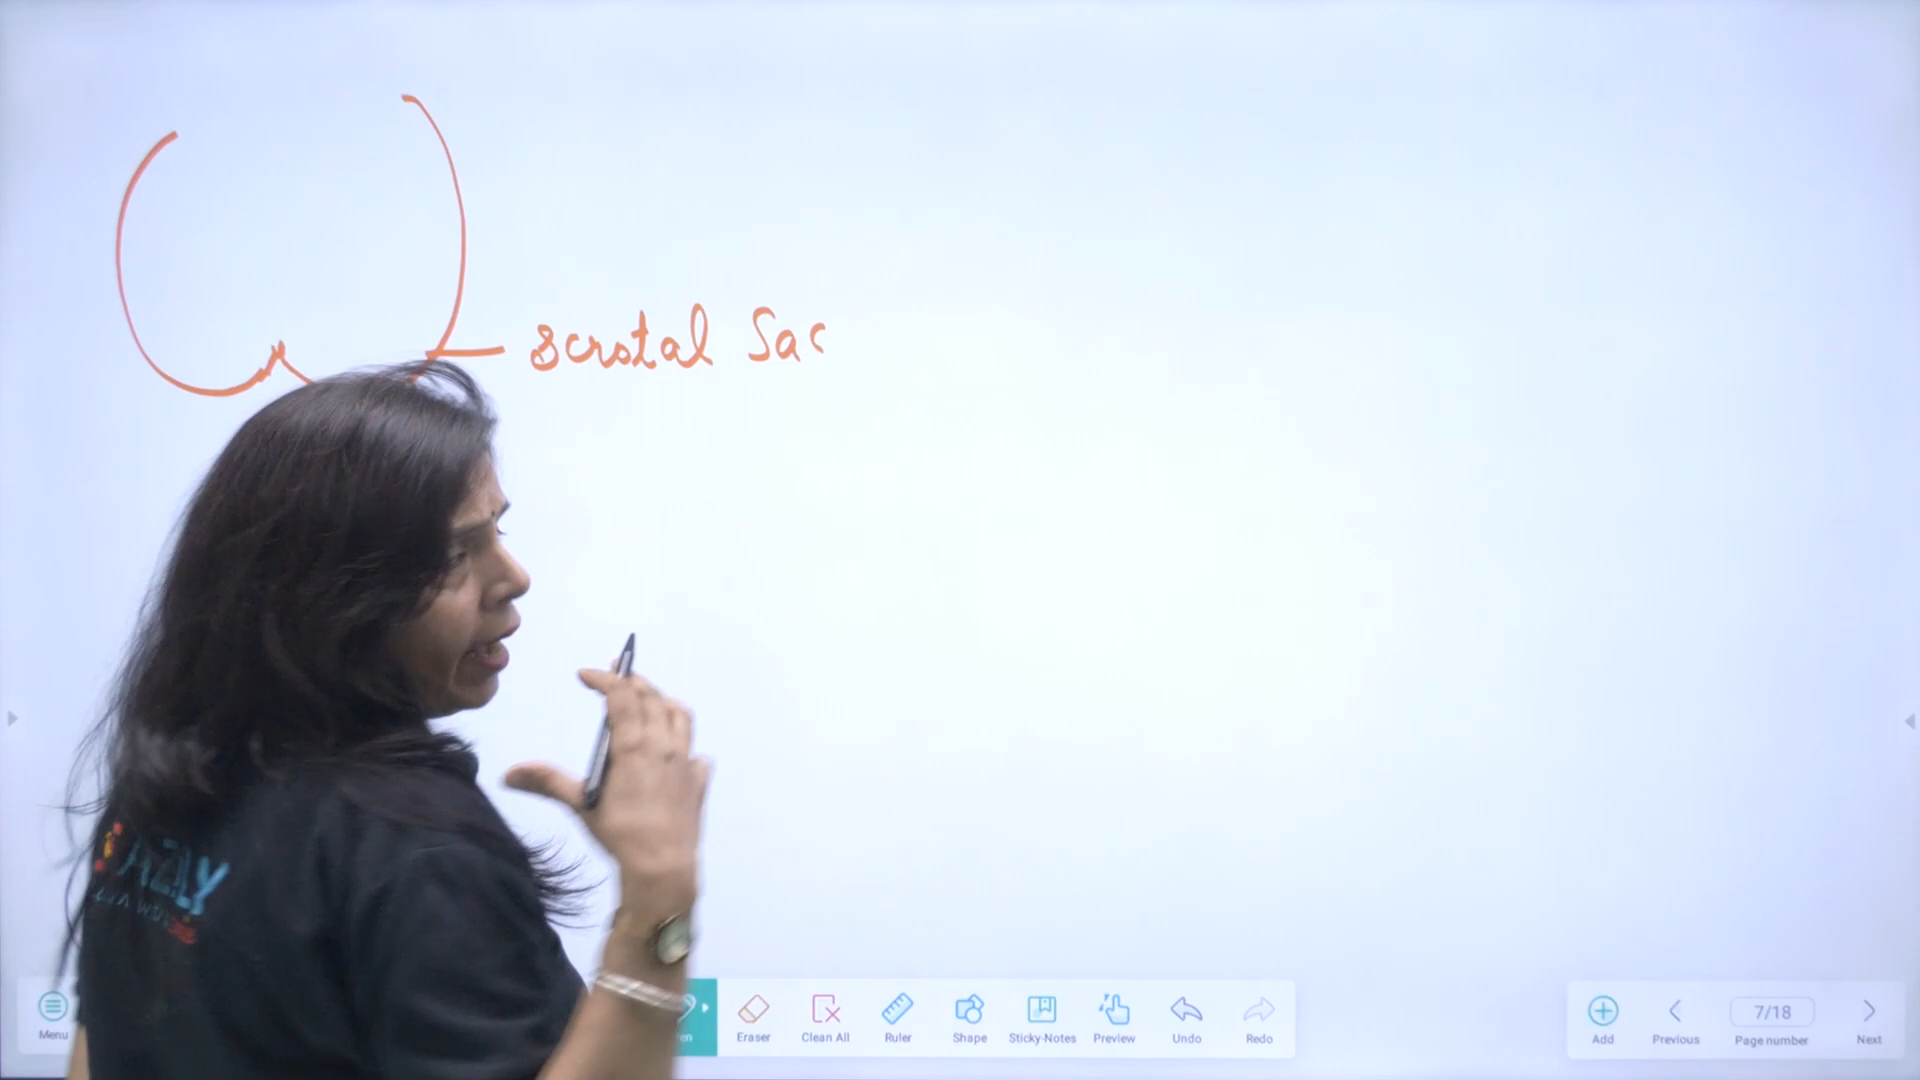 scrotal Sac
AZILY
Menu
Eraser
Clean All
Ruler
Shape
Sticky-Notes
Preview
Undo
Redo
Add
Previous
7/18
Page number
Next